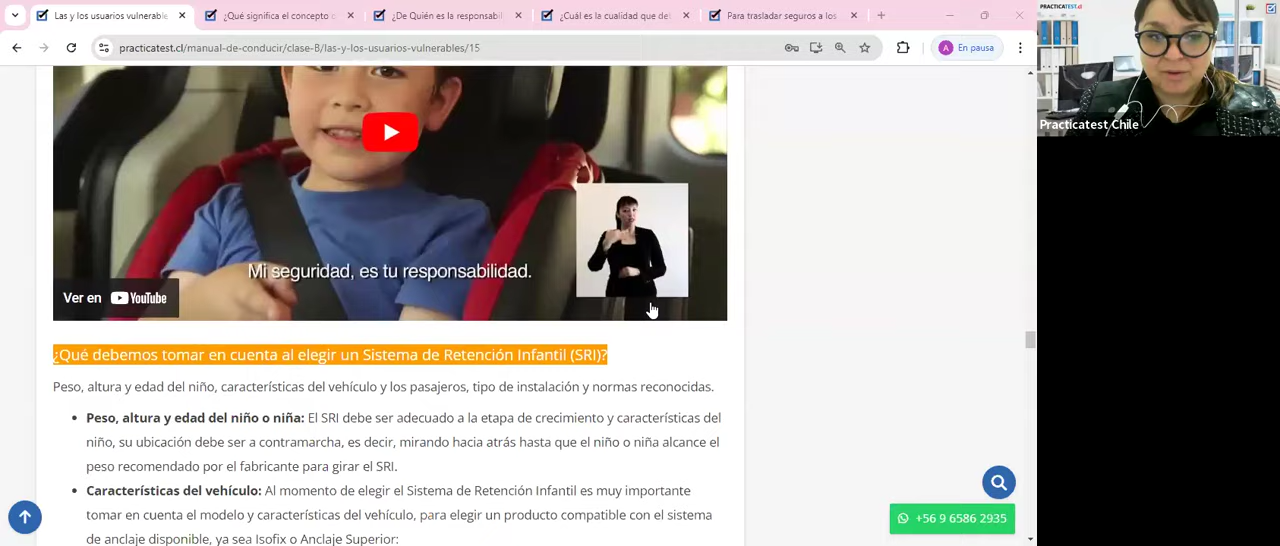 Las y los usuarios vulnerable
¿Qué significa el concepto d
¿De Quién es la responsabil
¿Cuál es la cualidad que de
Para trasladar seguros a los
practicatest.cl/manual-de-conducir/clase-B/las-y-los-usuarios-vulnerables/15
A En pausa
PRACTICATEST.cl
Practicatest Chile
Mi seguridad, es tu responsabilidad.
Ver en YouTube
¿Qué debemos tomar en cuenta al elegir un Sistema de Retención Infantil (SRI)?
Peso, altura y edad del niño, características del vehículo y los pasajeros, tipo de instalación y normas reconocidas.
• Peso, altura y edad del niño o niña: El SRI debe ser adecuado a la etapa de crecimiento y características del
niño, su ubicación debe ser a contramarcha, es decir, mirando hacia atrás hasta que el niño o niña alcance el
peso recomendado por el fabricante para girar el SRI.
• Características del vehículo: Al momento de elegir el Sistema de Retención Infantil es muy importante
tomar en cuenta el modelo y características del vehículo, para elegir un producto compatible con el sistema
de anclaje disponible, ya sea Isofix o Anclaje Superior:
+56 9 6586 2935